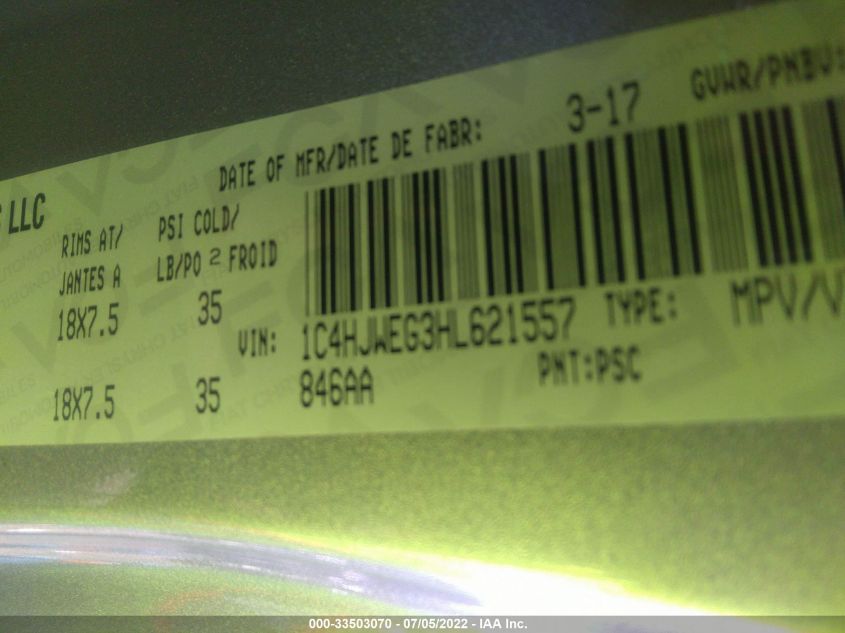 LLC
DATE OF MFR/DATE DE FABR: 3-17 GVWR/PNBV:
RIMS AT/ PSI COLD/
JANTES A LB/PO 2 FROID
18X7.5 35
VIN: 1C4HJWEG3HL621557 TYPE: MPV/V
18X7.5 35 846AA PNT:PSC
000-33503070 - 07/05/2022 - IAA Inc.